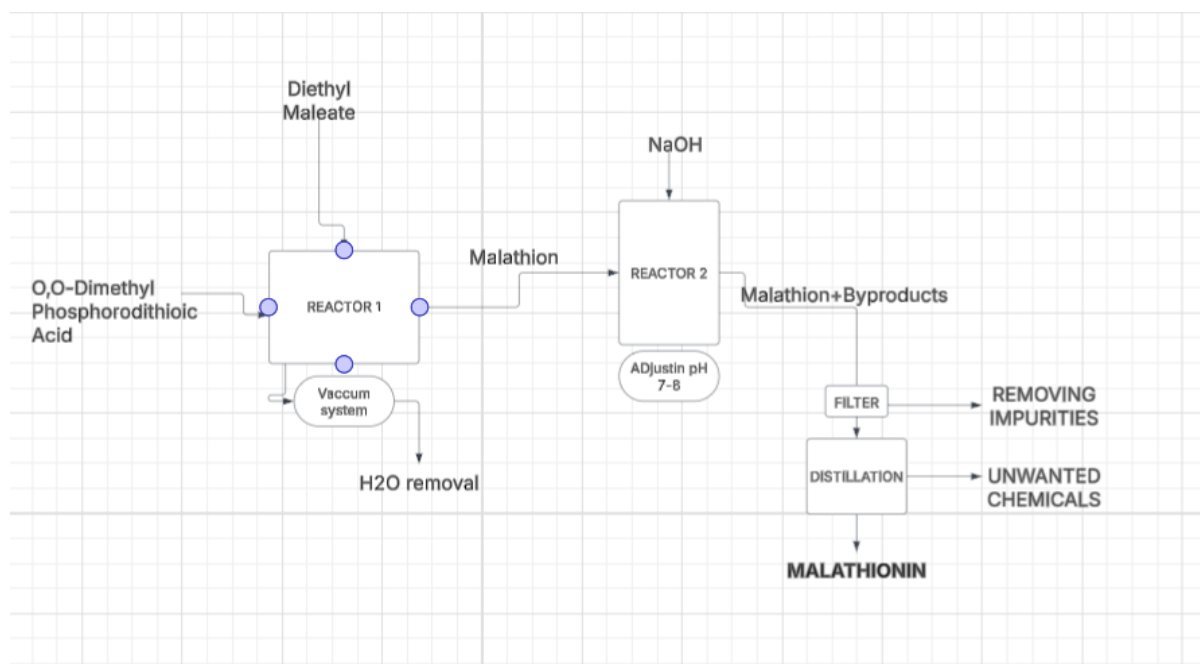 Diethyl
Maleate
NaOH
O,O-Dimethyl
Phosphorodithioic
Acid
REACTOR 1
Malathion
REACTOR 2
Malathion+Byproducts
Vaccum
system
H2O removal
ADjustin pH
7-8
FILTER
REMOVING
IMPURITIES
DISTILLATION
UNWANTED
CHEMICALS
MALATHIONIN